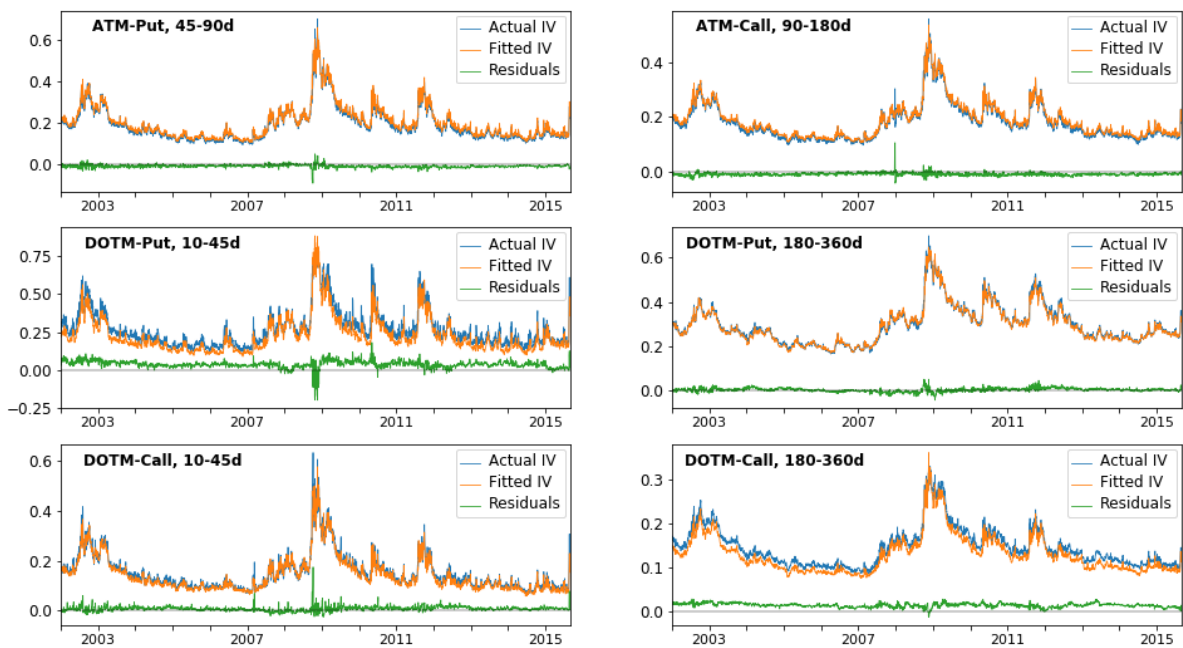 ATM-Put, 45-90d
Actual IV
Fitted IV
Residuals
0.6
0.4
0.2
0.0
2003 2007 2011 2015
ATM-Call, 90-180d
Actual IV
Fitted IV
Residuals
0.4
0.2
0.0
2003 2007 2011 2015
DOTM-Put, 10-45d
Actual IV
Fitted IV
Residuals
0.75
0.50
0.25
0.00
−0.25
2003 2007 2011 2015
DOTM-Put, 180-360d
Actual IV
Fitted IV
Residuals
0.6
0.4
0.2
0.0
2003 2007 2011 2015
DOTM-Call, 10-45d
Actual IV
Fitted IV
Residuals
0.6
0.4
0.2
0.0
2003 2007 2011 2015
DOTM-Call, 180-360d
Actual IV
Fitted IV
Residuals
0.3
0.2
0.1
0.0
2003 2007 2011 2015